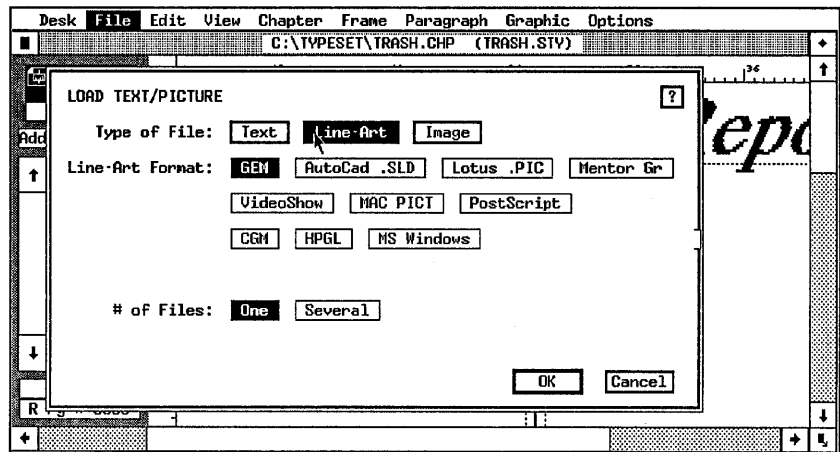 Desk File Edit View Chapter Frame Paragraph Graphic Options
C:\TYPESET\TRASH.CHP (TRASH.STY)
36
LOAD TEXT/PICTURE ?
Add
Type of File: Text Line-Art Image
Line-Art Format: GEM AutoCad .SLD Lotus .PIC Mentor Gr
VideoShow MAC PICT PostScript
CGM HPGL MS Windows
# of Files: One Several
OK Cancel
R